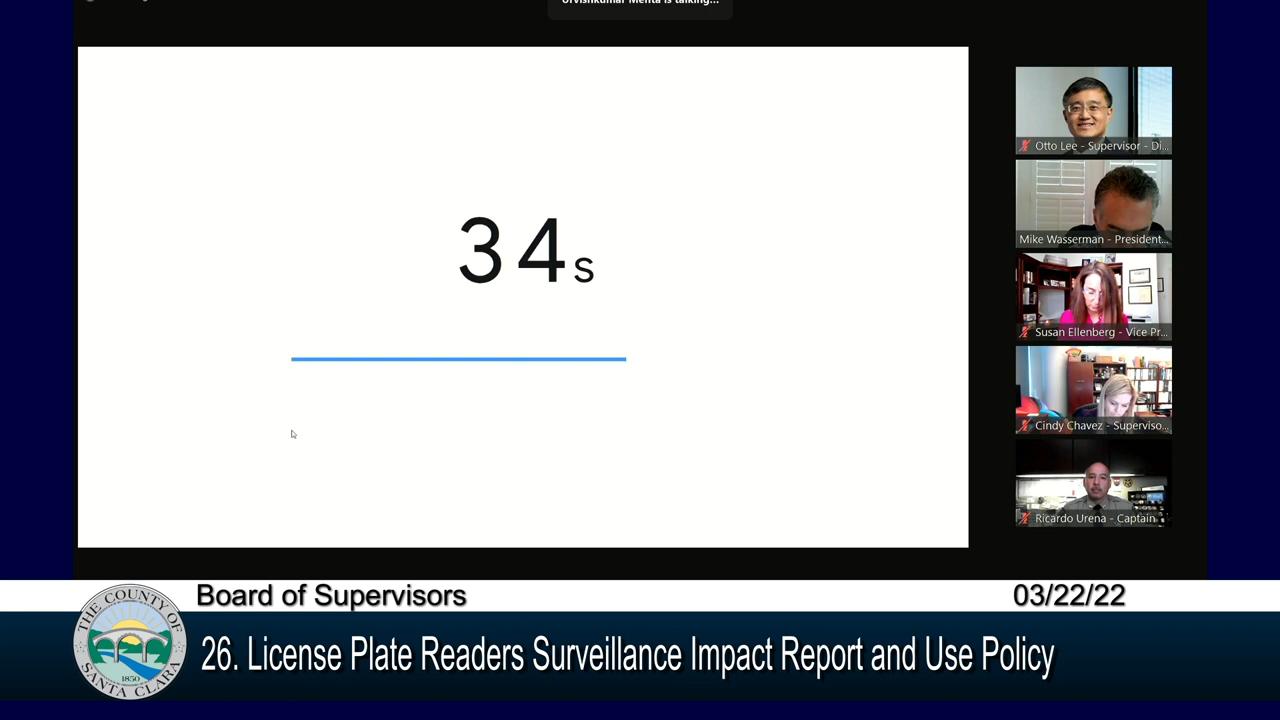 is talking...
34s
Otto Lee - Supervisor - Di...
Mike Wasserman - President...
Susan Ellenberg - Vice Pr...
Cindy Chavez - Superviso...
Ricardo Urena - Captain
Board of Supervisors
03/22/22
THE COUNTY OF
SANTA CLARA
1850
26. License Plate Readers Surveillance Impact Report and Use Policy